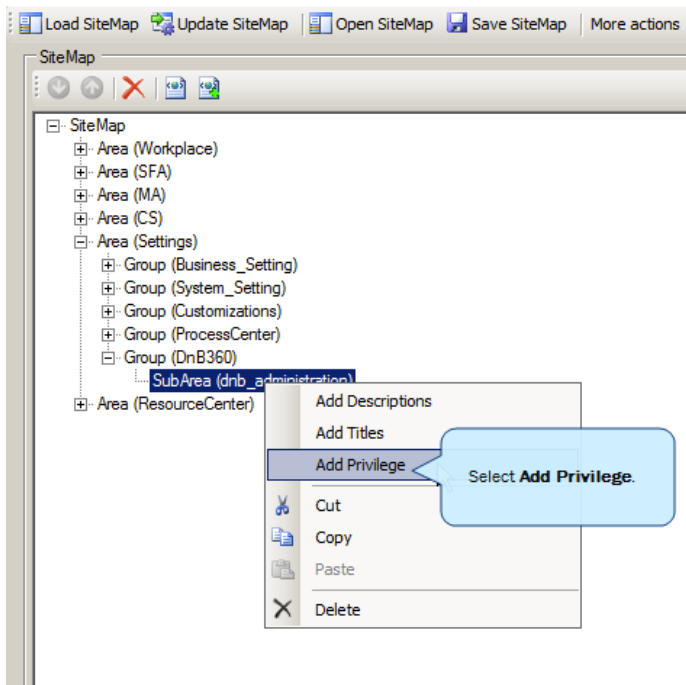 Load SiteMap Update SiteMap Open SiteMap Save SiteMap More actions
SiteMap
SiteMap
Area (Workplace)
Area (SFA)
Area (MA)
Area (CS)
Area (Settings)
Group (Business_Setting)
Group (System_Setting)
Group (Customizations)
Group (ProcessCenter)
Group (DnB360)
SubArea (dnb_administration)
Area (ResourceCenter)
Add Descriptions
Add Titles
Add Privilege
Select Add Privilege.
Cut
Copy
Paste
Delete